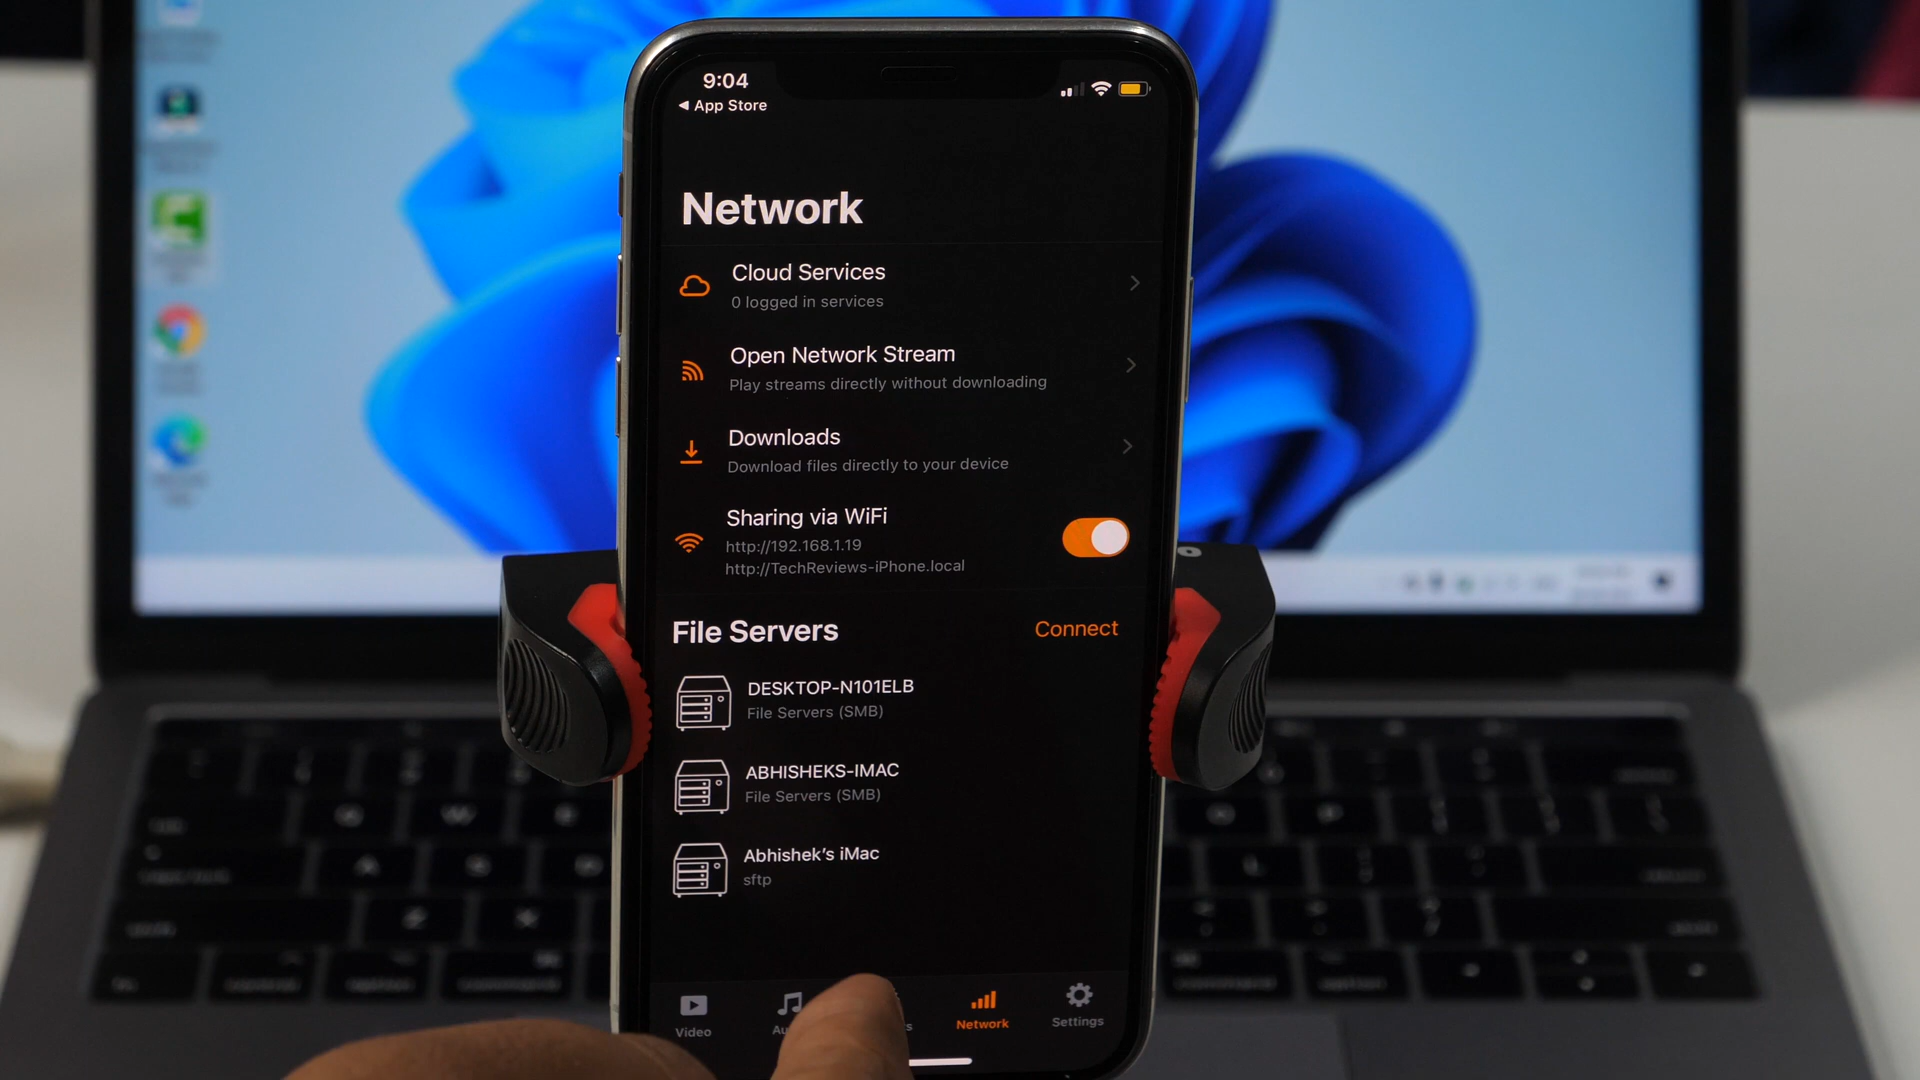 9:04
◀ App Store
Network
Cloud Services
0 logged in services
Open Network Stream
Play streams directly without downloading
Downloads
Download files directly to your device
Sharing via WiFi
http://192.168.1.19
http://TechReviews-iPhone.local
File Servers
Connect
DESKTOP-N101ELB
File Servers (SMB)
ABHISHEKS-IMAC
File Servers (SMB)
Abhishek's iMac
sftp
Video
Network
Settings